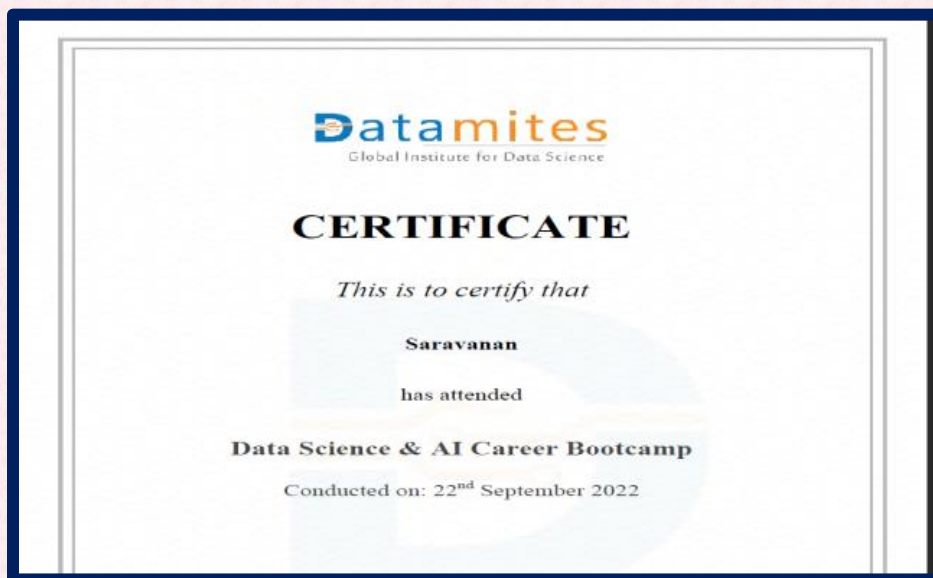 Datamites
Global Institute for Data Science
CERTIFICATE
This is to certify that
Saravanan
has attended
Data Science & AI Career Bootcamp
Conducted on: 22nd September 2022